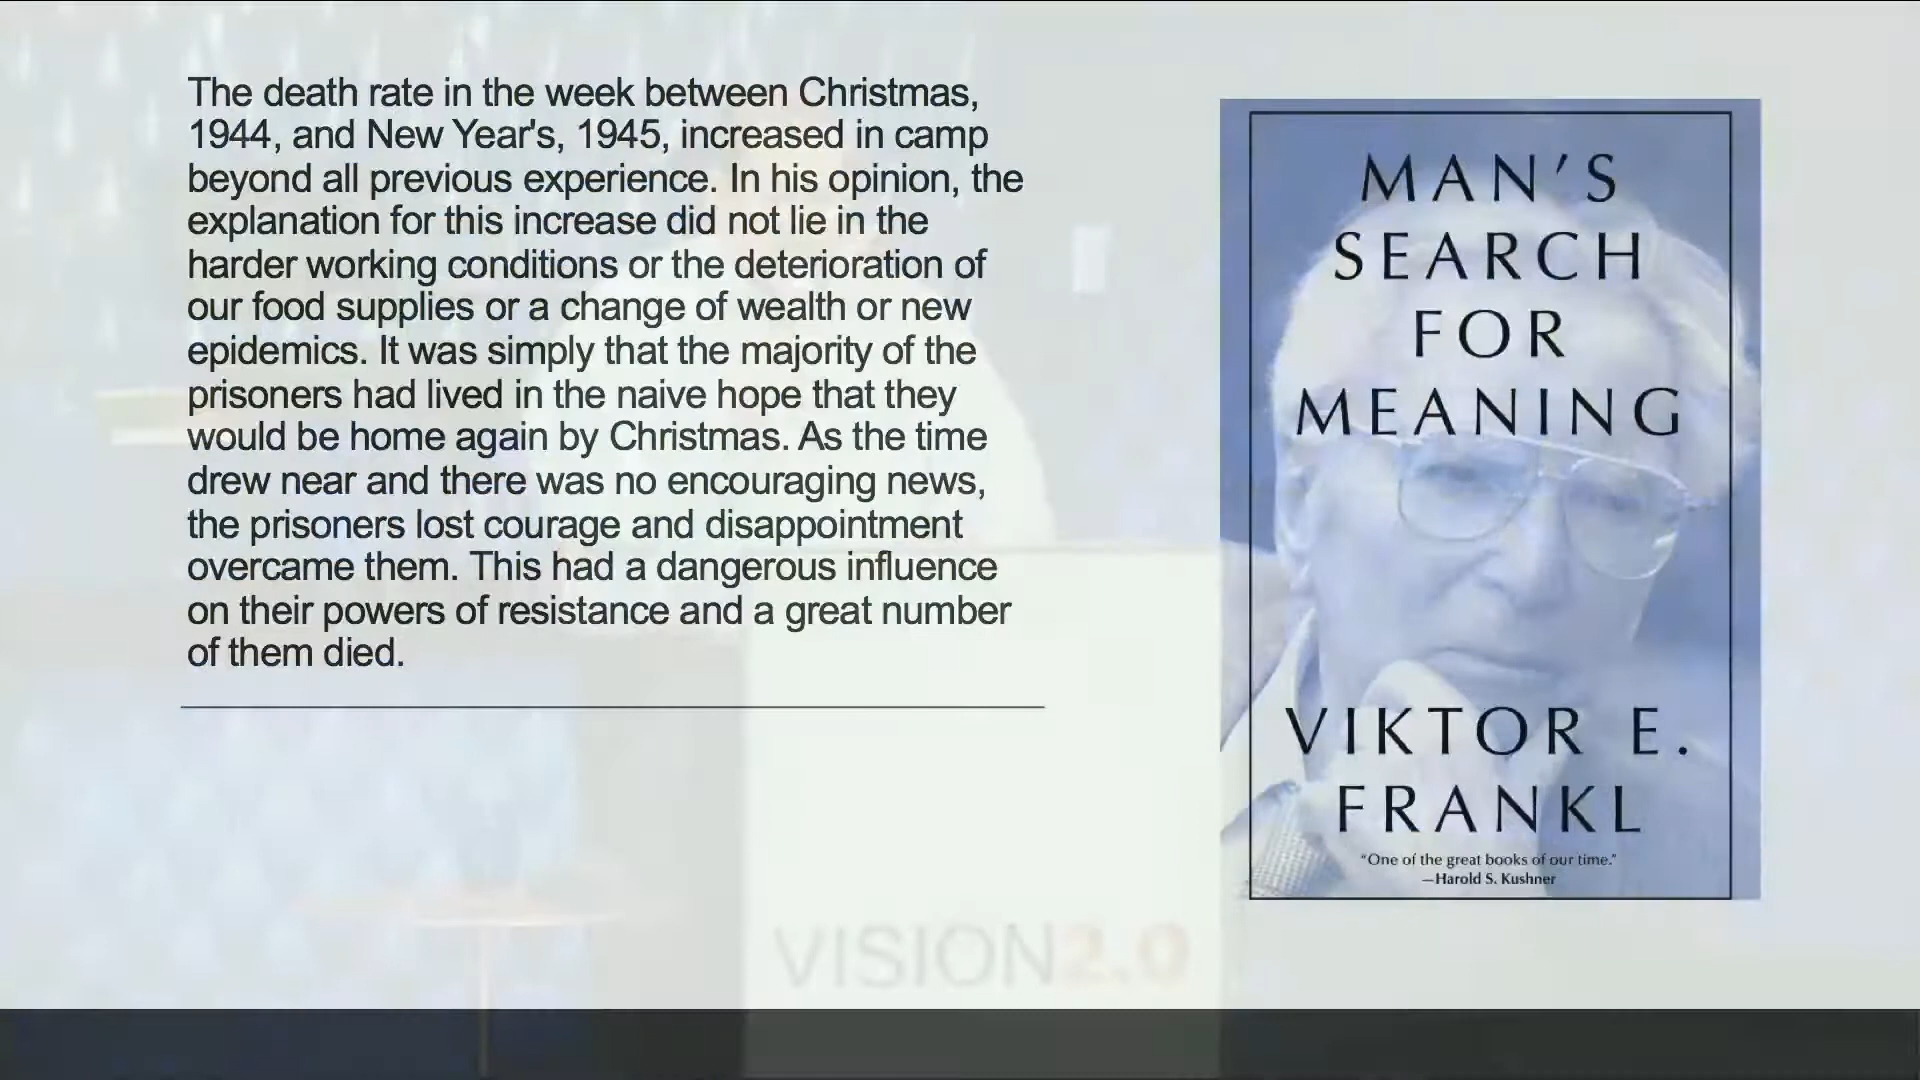 The death rate in the week between Christmas,
1944, and New Year's, 1945, increased in camp
beyond all previous experience. In his opinion, the
explanation for this increase did not lie in the
harder working conditions or the deterioration of
our food supplies or a change of wealth or new
epidemics. It was simply that the majority of the
prisoners had lived in the naive hope that they
would be home again by Christmas. As the time
drew near and there was no encouraging news,
the prisoners lost courage and disappointment
overcame them. This had a dangerous influence
on their powers of resistance and a great number
of them died.
MAN'S
SEARCH
FOR
MEANING
VIKTOR E.
FRANKL
"One of the great books of our time."
—Harold S. Kushner
VISION2.0